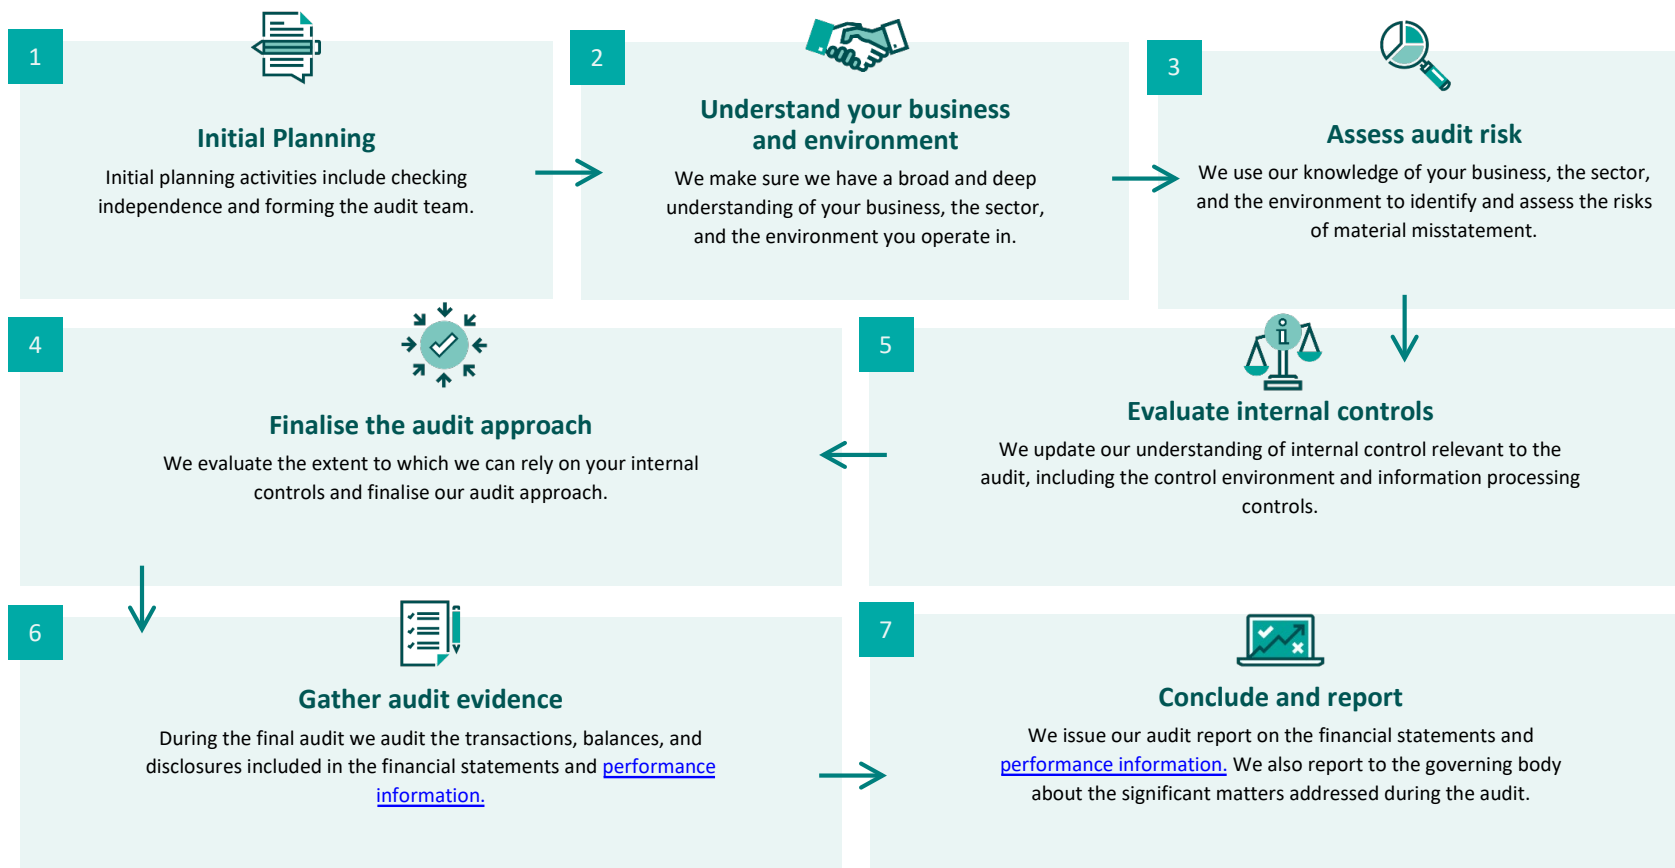 1
Initial Planning
Initial planning activities include checking
independence and forming the audit team.
2
Understand your business
and environment
We make sure we have a broad and deep
understanding of your business, the sector,
and the environment you operate in.
3
Assess audit risk
We use our knowledge of your business, the sector,
and the environment to identify and assess the risks
of material misstatement.
4
Finalise the audit approach
We evaluate the extent to which we can rely on your internal
controls and finalise our audit approach.
5
i
Evaluate internal controls
We update our understanding of internal control relevant to the
audit, including the control environment and information processing
controls.
6
Gather audit evidence
During the final audit we audit the transactions, balances, and
disclosures included in the financial statements and performance
information.
7
Conclude and report
We issue our audit report on the financial statements and
performance information. We also report to the governing body
about the significant matters addressed during the audit.